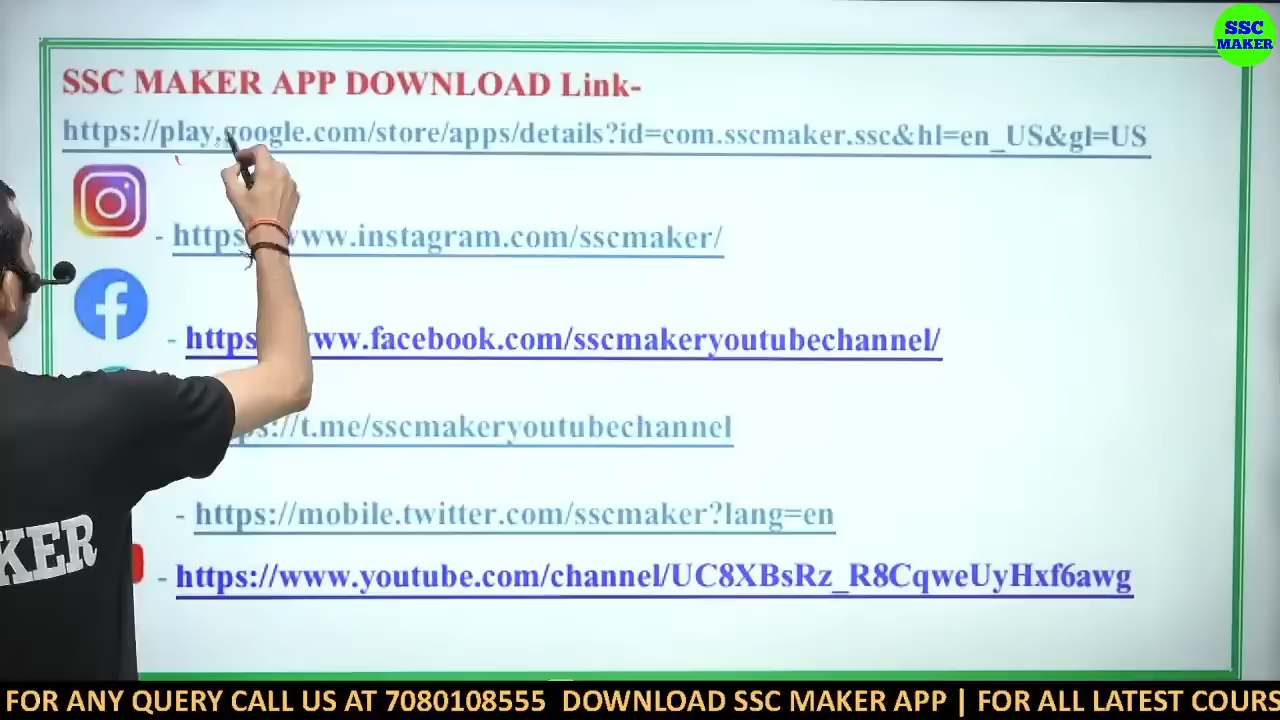 SSC
MAKER
SSC MAKER APP DOWNLOAD Link-
https://play.google.com/store/apps/details?id=com.sscmaker.ssc&hl=en_US&gl=US
- https www.instagram.com/sscmaker/
- https www.facebook.com/sscmakeryoutubechannel/
ps://t.me/sscmakeryoutubechannel
- https://mobile.twitter.com/sscmaker?lang=en
- https://www.youtube.com/channel/UC8XBsRz_R8CqweUyHxf6awg
KER
FOR ANY QUERY CALL US AT 7080108555 DOWNLOAD SSC MAKER APP | FOR ALL LATEST COURS